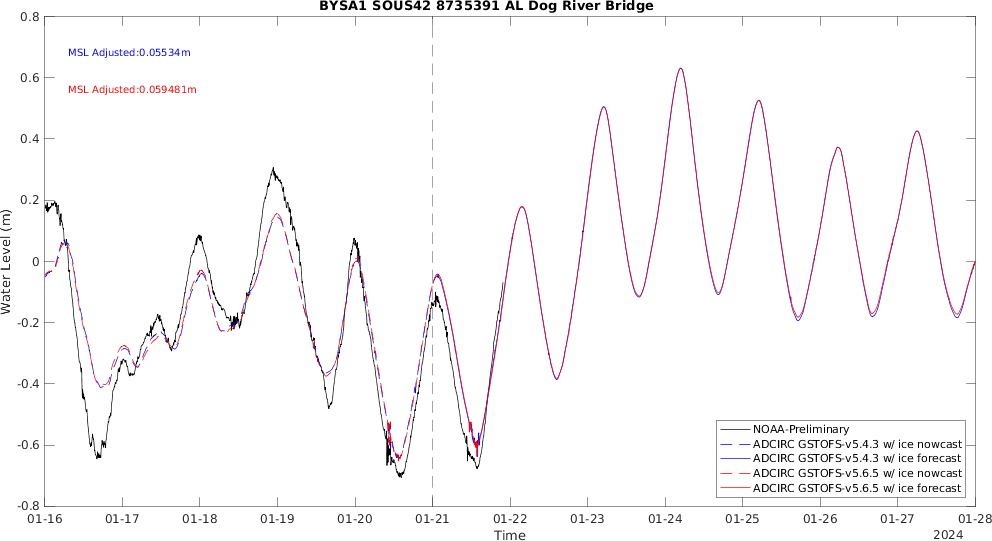 BYSA1 SOUS42 8735391 AL Dog River Bridge
MSL Adjusted:0.05534m
MSL Adjusted:0.059481m
Water Level (m)
0.8
0.6
0.4
0.2
0
-0.2
-0.4
-0.6
-0.8
NOAA-Preliminary
ADCIRC GSTOFS-v5.4.3 w/ ice nowcast
ADCIRC GSTOFS-v5.4.3 w/ ice forecast
ADCIRC GSTOFS-v5.6.5 w/ ice nowcast
ADCIRC GSTOFS-v5.6.5 w/ ice forecast
01-16 01-17 01-18 01-19 01-20 01-21 01-22 01-23 01-24 01-25 01-26 01-27 01-28
Time
2024